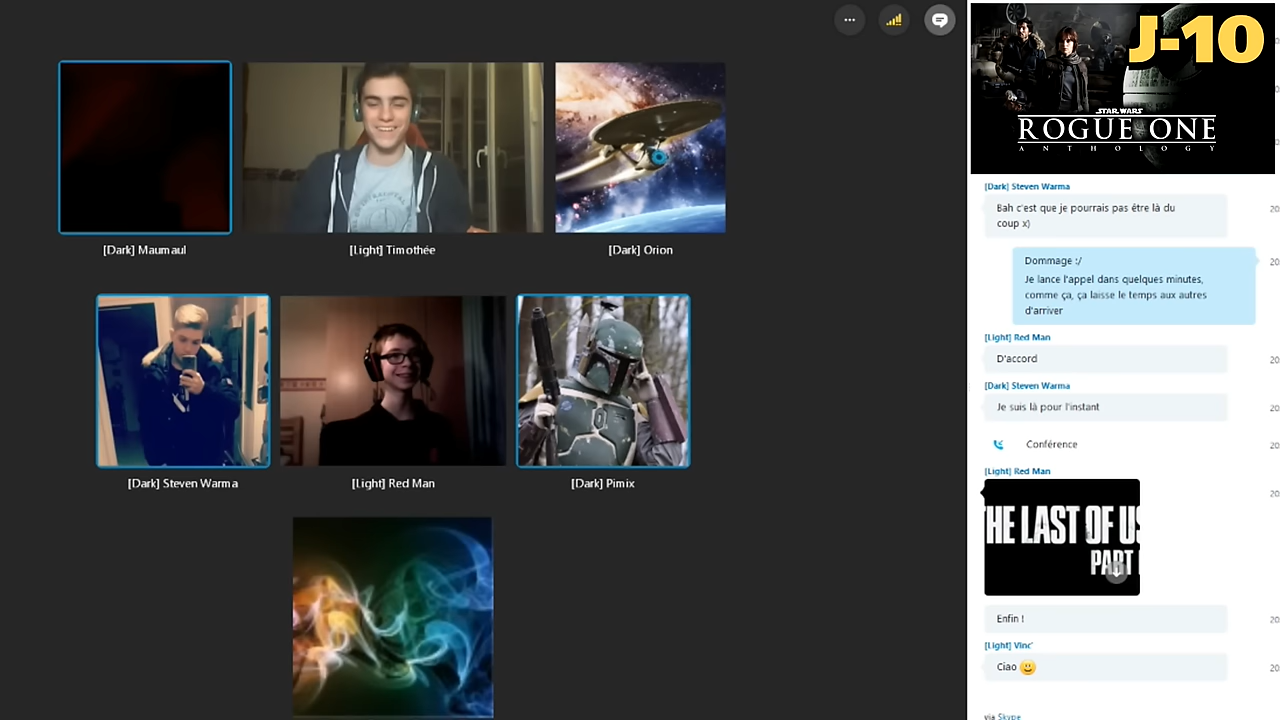 [Dark] Maumaul
[Light] Timothée
[Dark] Orion
[Dark] Steven Warma
[Light] Red Man
[Dark] Pimix
J-10
STAR WARS
ROGUE ONE
ANTHOLOGY
[Dark] Steven Warma
Bah c'est que je pourrais pas être là du
coup x)
Dommage :/
Je lance l'appel dans quelques minutes,
comme ça, ça laisse le temps aux autres
d'arriver
[Light] Red Man
D'accord
[Dark] Steven Warma
Je suis là pour l'instant
Conférence
[Light] Red Man
THE LAST OF US
PART
Enfin !
[Light] Vinc'
Ciao
via Skype